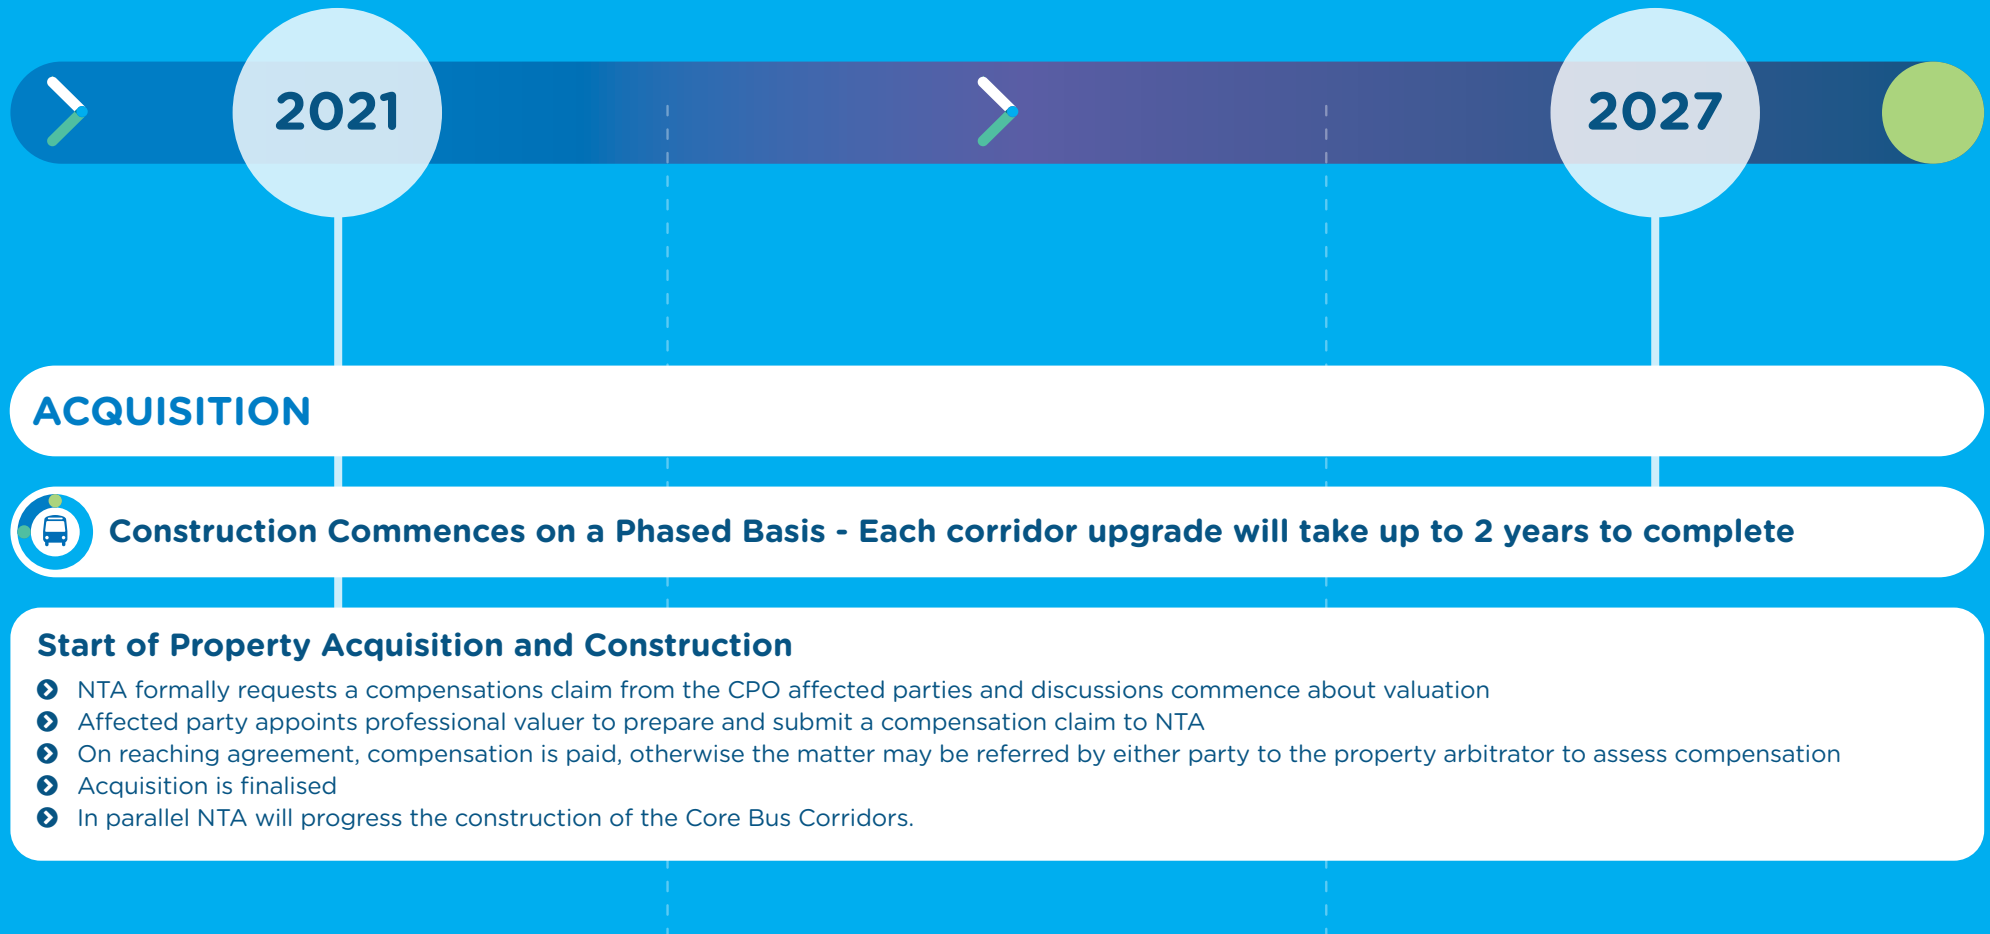 2021
2027
ACQUISITION
Construction Commences on a Phased Basis - Each corridor upgrade will take up to 2 years to complete
Start of Property Acquisition and Construction
NTA formally requests a compensations claim from the CPO affected parties and discussions commence about valuation
Affected party appoints professional valuer to prepare and submit a compensation claim to NTA
On reaching agreement, compensation is paid, otherwise the matter may be referred by either party to the property arbitrator to assess compensation
Acquisition is finalised
In parallel NTA will progress the construction of the Core Bus Corridors.